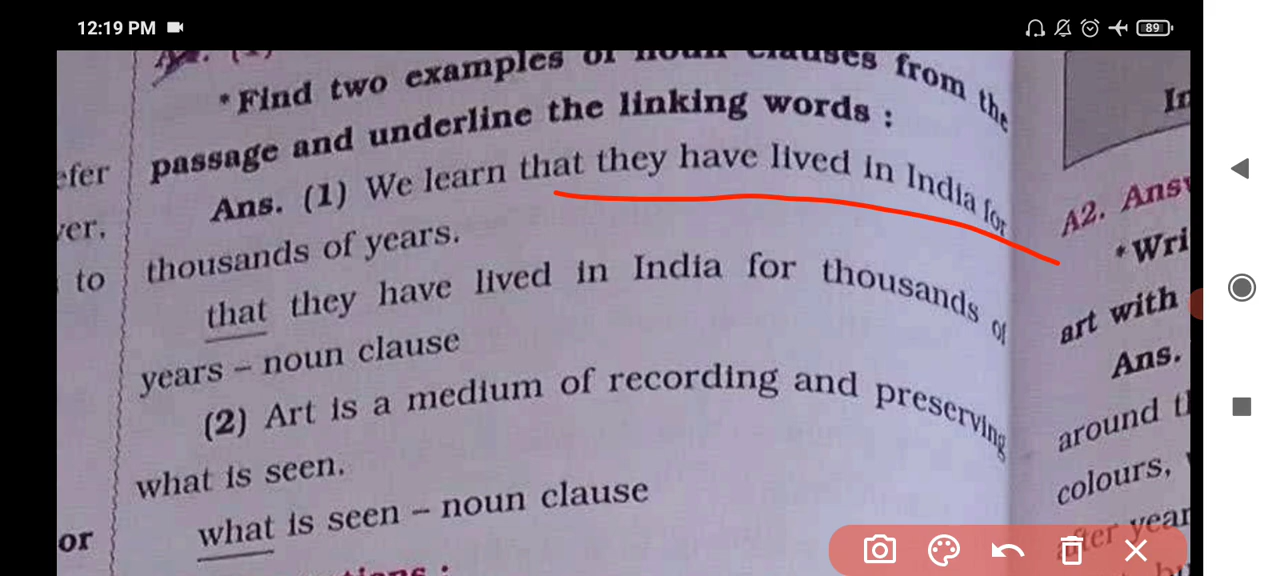 12:19 PM
89
*Find two examples of noun clauses from the
passage and underline the linking words :
Ans. (1) We learn that they have lived in India for
thousands of years.
that they have lived in India for thousands of
years – noun clause
(2) Art is a medium of recording and preserving
what is seen.
what is seen – noun clause
efer
ver,
to
or
In
A2. Answ
*Wri
art with
Ans.
around t
colours,
after year